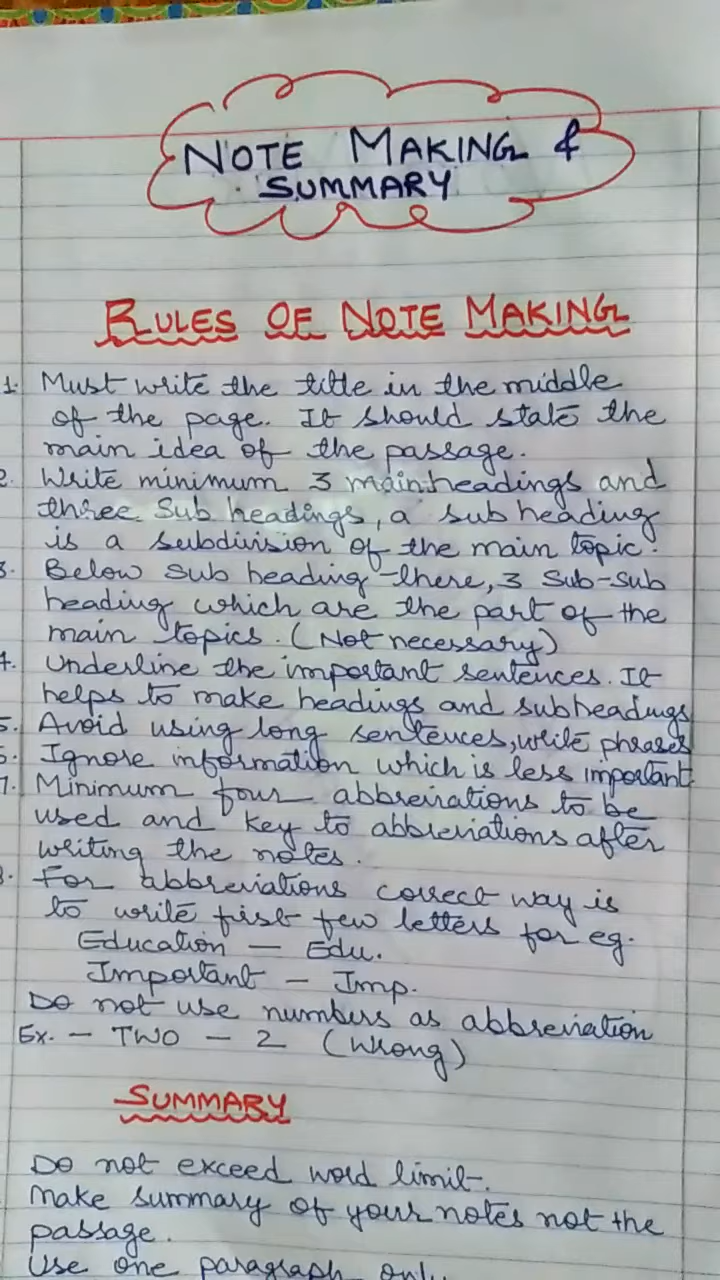 NOTE MAKING &
SUMMARY
RULES OF NOTE MAKING
1. Must write the title in the middle
of the page. It should state the
main idea of the passage.
2. Write minimum 3 main headings and
three Sub headings, a sub heading
is a subdivision of the main topic.
3. Below sub heading there, 3 Sub-sub
heading which are the part of the
main topics. (Not necessary)
4. Underline the important sentences. It
helps to make headings and subheadings
5. Avoid using long sentences, write phrases
6. Ignore information which is less important
7. Minimum four abbreviations to be
used and key to abbreviations after
writing the notes.
8. For abbreviations correct way is
to write first few letters for eg.
Education — Edu.
Important — Imp.
Do not use numbers as abbreviation
Ex. — TWO — 2 (Wrong)
SUMMARY
Do not exceed word limit.
Make summary of your notes not the
passage.
Use one paragraph only